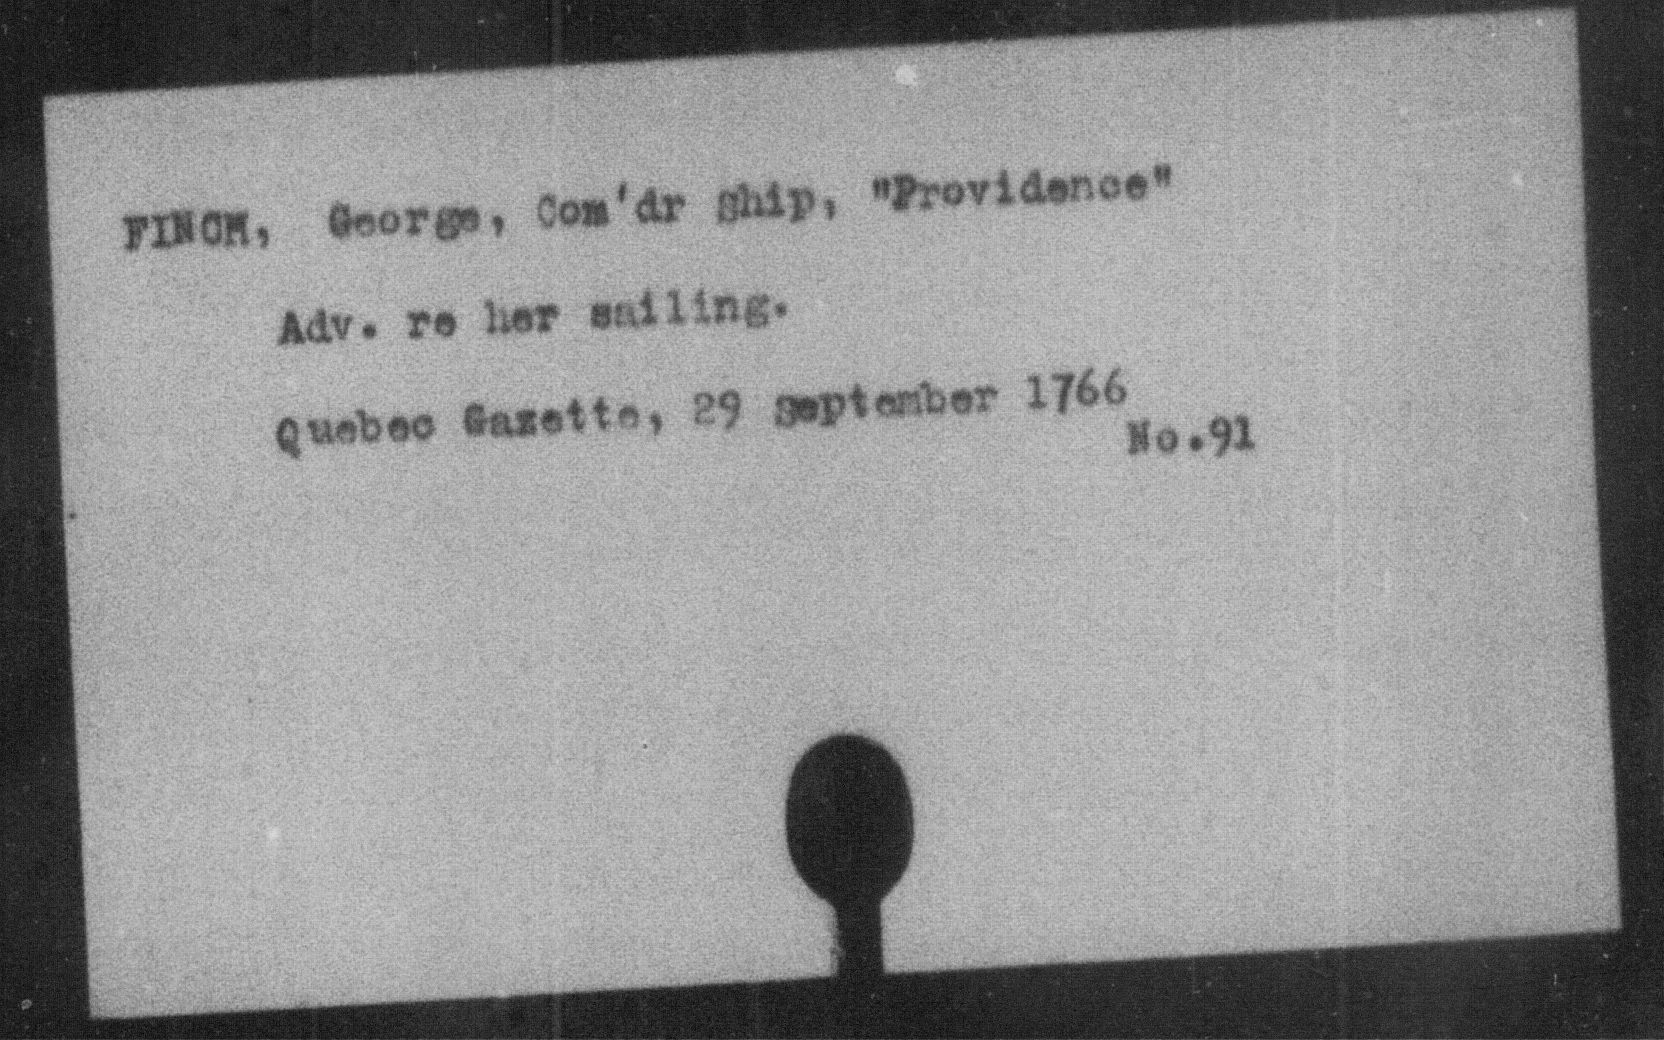 FINCH, George, Com'dr ship, "Providence"
Adv. re her sailing.
Quebec Gazette, 29 september 1766
No.91